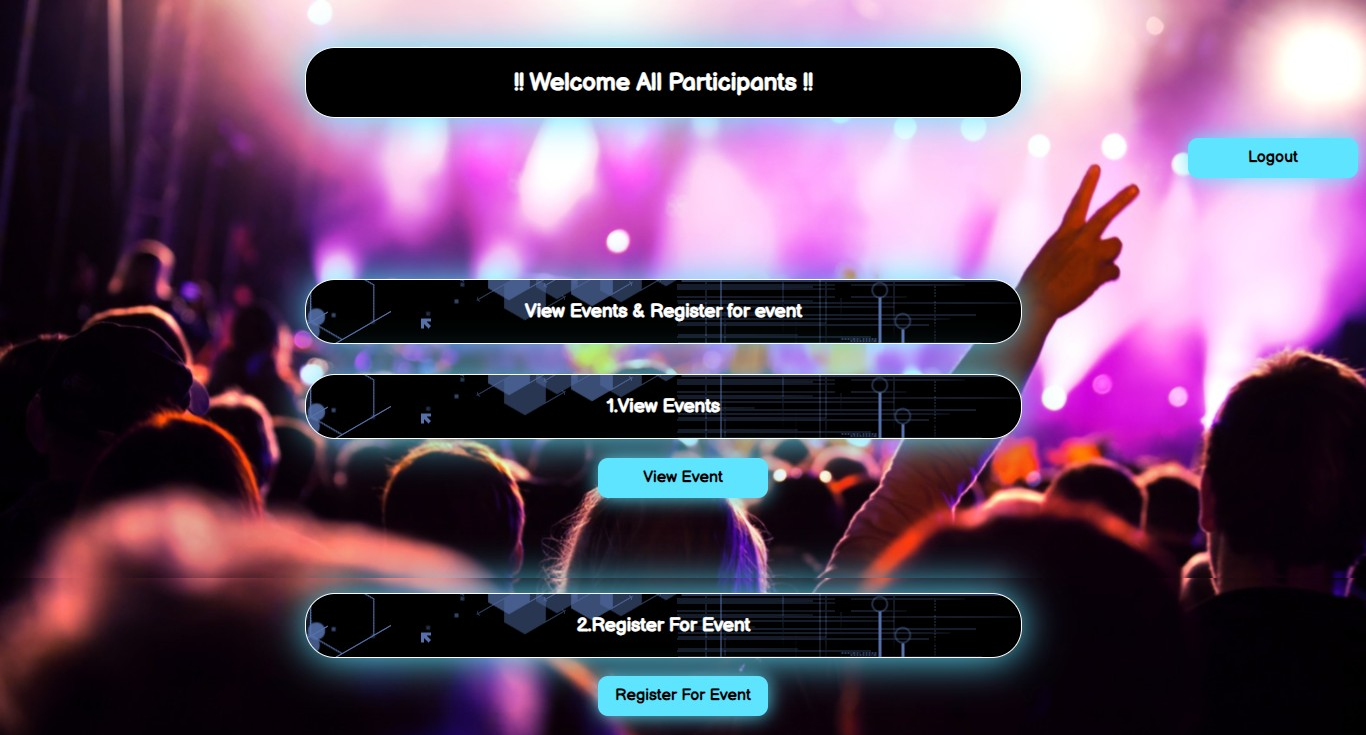 !! Welcome All Participants !!
Logout
View Events & Register for event
1.View Events
View Event
2.Register For Event
Register For Event